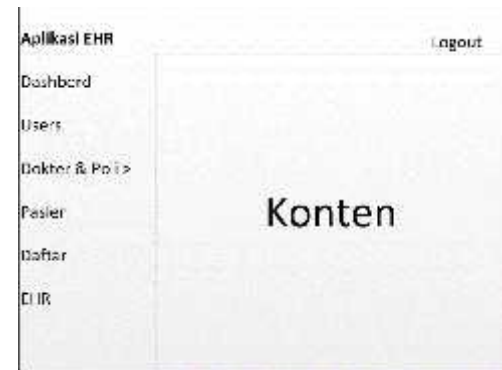 Aplikasi EHR
Logout
Dashbord
Users
Dokter & Poli >
Pasien
Konten
Daftar
EHR